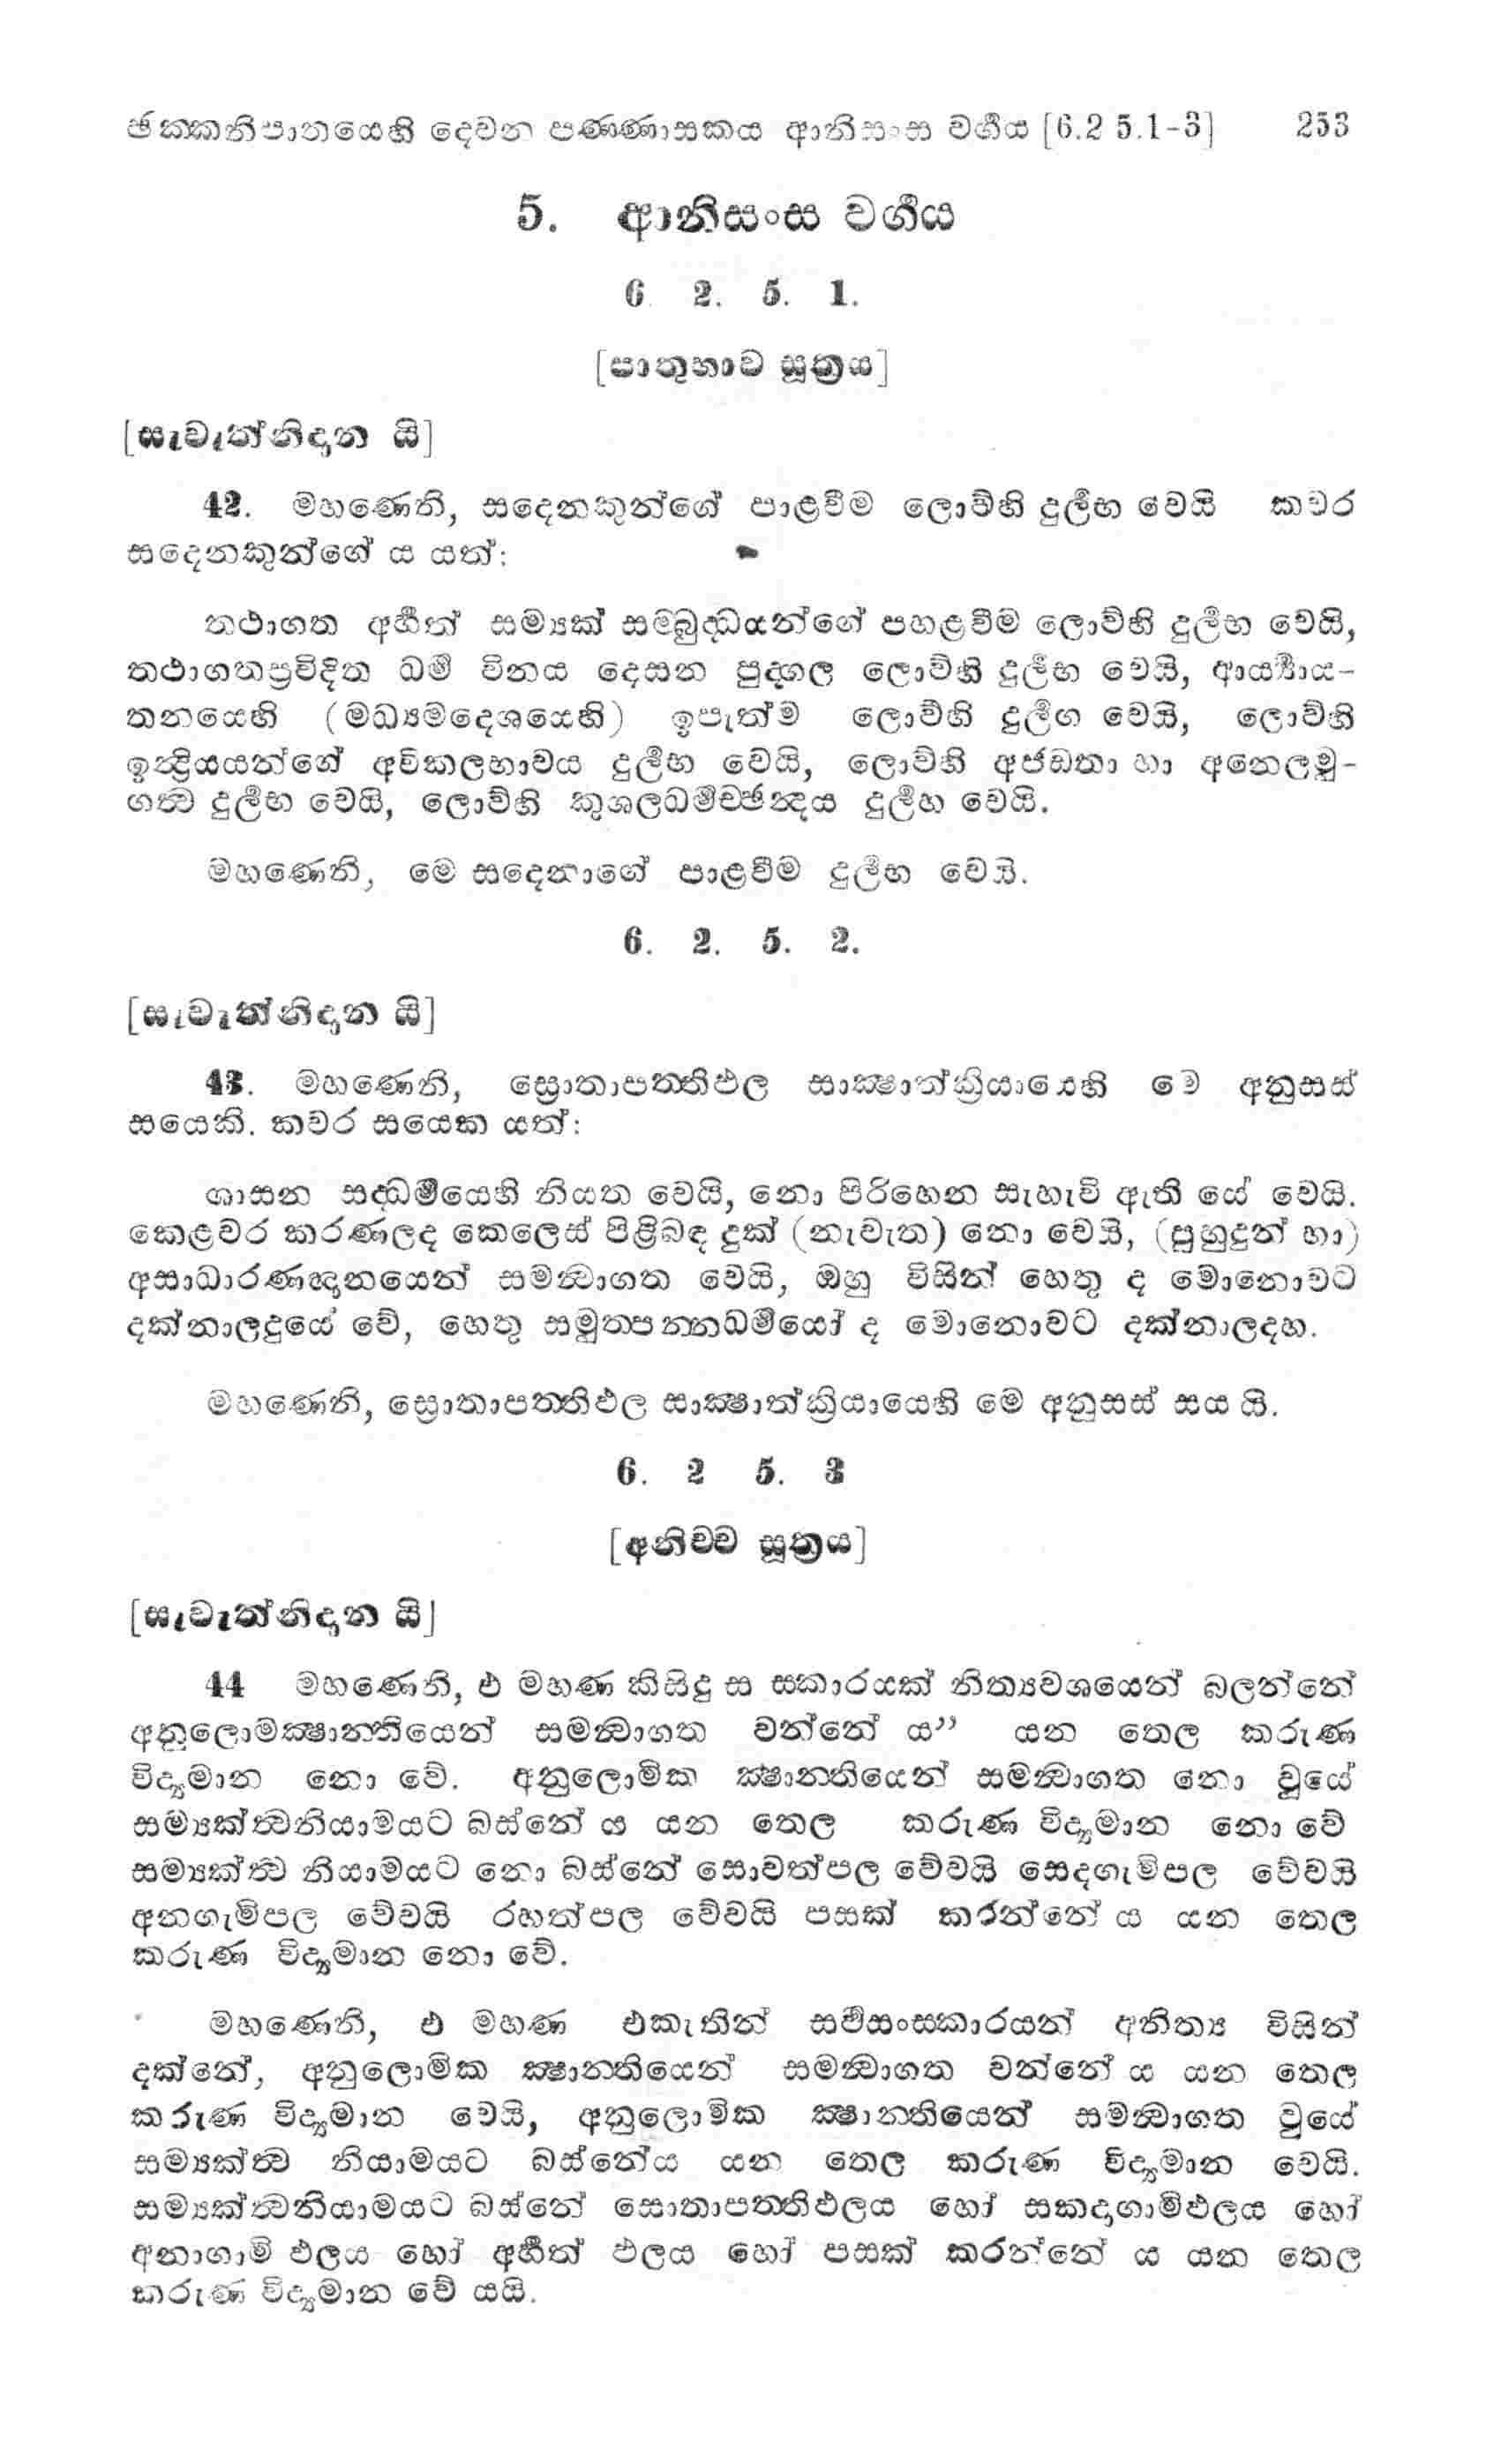 ඡක්කනිපාතයෙහි දෙවන පණ්ණාසකය ආනිසංස වර්‍ගය [6.2 5.1-3] 253
5. ආනිසංස වර්‍ගය
6 2. 5. 1.
[පාතුභාව සූත්‍රය]
[සැවැත්නිදාන යි]
42. මහණෙනි, සදෙනකුන්ගේ පාළවීම ලොව්හි දුර්‍ලභ වෙයි කවර
සදෙනකුන්ගේ ය යත්:
තථාගත අර්‍හත් සම්‍යක් සම්බුද්ධයන්ගේ පහළවීම ලොව්හි දුර්‍ලභ වෙයි,
තථාගතප්‍රවිදිත ධර්‍ම විනය දෙසන පුද්ගල ලොව්හි දුර්‍ලභ වෙයි, ආර්‍ය්‍යාය-
තනයෙහි (මධ්‍යමදෙශයෙහි) ඉපැත්ම ලොව්හි දුර්‍ලභ වෙයි, ලොව්හි
ඉන්‍ද්‍රියයන්ගේ අවිකලභාවය දුර්‍ලභ වෙයි, ලොව්හි අජඩතා හා අනෙලමූ-
ගත්‍ව දුර්‍ලභ වෙයි, ලොව්හි කුශලධර්‍මච්ඡන්‍දය දුර්‍ලභ වෙයි.
මහණෙනි, මෙ සදෙනාගේ පාළවීම දුර්‍ලභ වෙයි.
6. 2. 5. 2.
[සැවැත්නිදාන යි]
43. මහණෙනි, ස්‍රොතාපත්තිඵල සාක්‍ෂාත්ක්‍රියායෙහි මෙ අනුසස්
සයෙකි. කවර සයෙක යත්:
ශාසන සද්ධර්‍මයෙහි නියත වෙයි, නො පිරිහෙන සැහැවි ඇති යේ වෙයි.
කෙළවර කරණලද කෙලෙස් පිළිබඳ දුක් (නැවැත) නො වෙයි, (පුහුදුන් හා)
අසාධාරණඥානයෙන් සමන්‍වාගත වෙයි, ඔහු විසින් හෙතු ද මොනොවට
දක්නාලදුයේ වේ, හෙතු සමුත්පන්නධර්‍මයෝ ද මොනොවට දක්නාලදහ.
මහණෙනි, ස්‍රොතාපත්තිඵල සාක්‍ෂාත්ක්‍රියායෙහි මෙ අනුසස් සය යි.
6. 2 5. 3
[අනිච්ච සූත්‍රය]
[සැවැත්නිදාන යි]
44 මහණෙනි, එ මහණ කිසිදු ස සකාරයක් නිත්‍යවශයෙන් බලන්නේ
අනුලොමක්‍ෂාන්තියෙන් සමන්‍වාගත වන්නේ ය” යන තෙල කරුණ
විද්‍යමාන නො වේ. අනුලොමික ක්‍ෂාන්තියෙන් සමන්‍වාගත නො වූයේ
සම්‍යක්ත්‍වනියාමයට බස්නේ ය යන තෙල කරුණ විද්‍යමාන නො වේ
සම්‍යක්ත්‍ව නියාමයට නො බස්නේ සොවත්පල වේවයි සෙදගැමිපල වේවයි
අනගැමිපල වේවයි රහත්පල වේවයි පසක් කරන්නේ ය යන තෙල
කරුණ විද්‍යමාන නො වේ.
මහණෙනි, එ මහණ එකැතින් සර්‍වසංස්කාරයන් අනිත්‍ය විසින්
දක්නේ, අනුලොමික ක්‍ෂාන්තියෙන් සමන්‍වාගත වන්නේ ය යන තෙල
කරුණ විද්‍යමාන වෙයි, අනුලොමික ක්‍ෂාන්තියෙන් සමන්‍වාගත වූයේ
සම්‍යක්ත්‍ව නියාමයට බස්නේය යන තෙල කරුණ විද්‍යමාන වෙයි.
සම්‍යක්ත්‍වනියාමයට බස්නේ සොතාපත්තිඵලය හෝ සකදාගාමිඵලය හෝ
අනාගාමි ඵලය හෝ අර්‍හත් ඵලය හෝ පසක් කරන්නේ ය යන තෙල
කරුණ විද්‍යමාන වේ යයි.